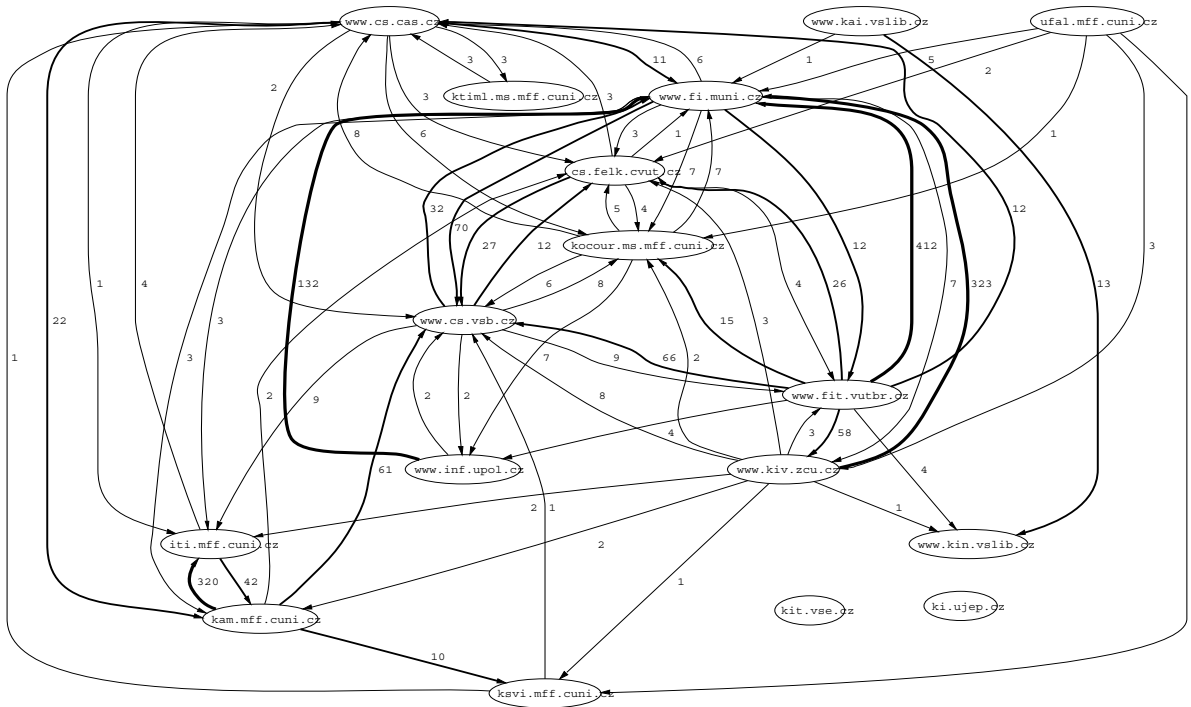 www.cs.cas.cz www.kai.vslib.cz ufal.mff.cuni.cz
3 3 11 6 1 5
2 2
ktiml.ms.mff.cuni.cz www.fi.muni.cz
3 3
8 6 3 1 1
cs.felk.cvut.cz 7 7
32 5 4
70 27 12 kocour.ms.mff.cuni.cz 12 412 12 3
1 4 132 6 8 4 26 7 323 13
22 3 www.cs.vsb.cz 15 3
1 3 7 9 66 2
2 9 2 2 8 www.fit.vutbr.cz
4 3 58
61 www.inf.upol.cz www.kiv.zcu.cz 4
2 1 1
iti.mff.cuni.cz 2 www.kin.vslib.cz
320 42 1
kam.mff.cuni.cz kit.vse.cz ki.ujep.cz
10
ksvi.mff.cuni.cz